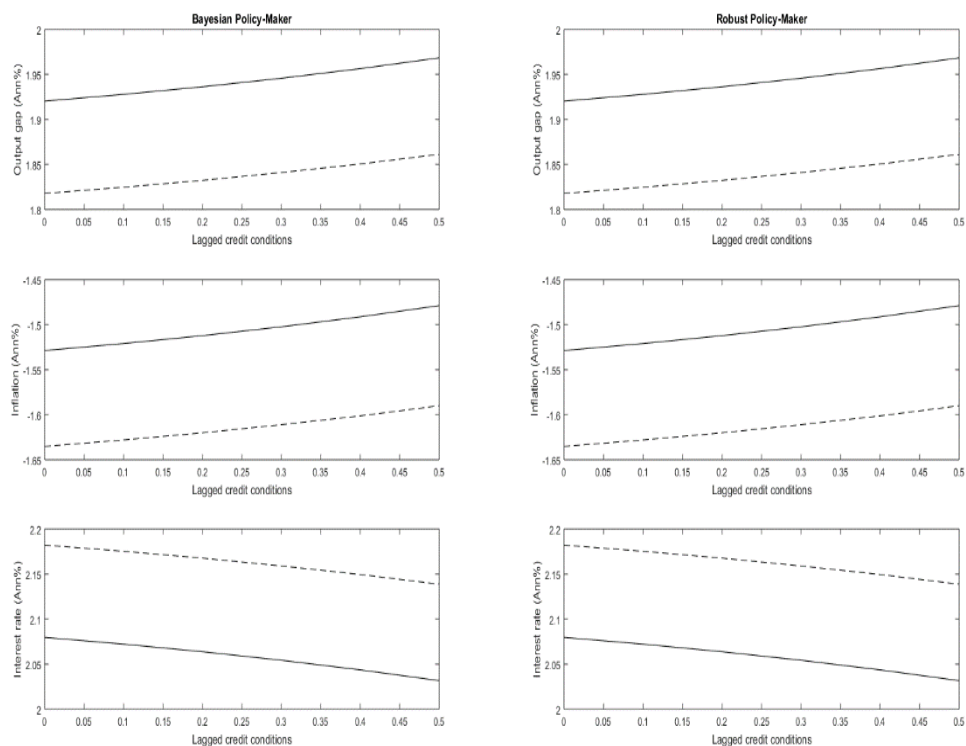 Bayesian Policy-Maker
2
1.95
1.9
1.85
1.8
Output gap (Ann%)
0 0.05 0.1 0.15 0.2 0.25 0.3 0.35 0.4 0.45 0.5
Lagged credit conditions
Robust Policy-Maker
2
1.95
1.9
1.85
1.8
Output gap (Ann%)
0 0.05 0.1 0.15 0.2 0.25 0.3 0.35 0.4 0.45 0.5
Lagged credit conditions
-1.45
-1.5
-1.55
-1.6
-1.65
Inflation (Ann%)
0 0.05 0.1 0.15 0.2 0.25 0.3 0.35 0.4 0.45 0.5
Lagged credit conditions
-1.45
-1.5
-1.55
-1.6
-1.65
Inflation (Ann%)
0 0.05 0.1 0.15 0.2 0.25 0.3 0.35 0.4 0.45 0.5
Lagged credit conditions
2.2
2.15
2.1
2.05
2
Interest rate (Ann%)
0 0.05 0.1 0.15 0.2 0.25 0.3 0.35 0.4 0.45 0.5
Lagged credit conditions
2.2
2.15
2.1
2.05
2
Interest rate (Ann%)
0 0.05 0.1 0.15 0.2 0.25 0.3 0.35 0.4 0.45 0.5
Lagged credit conditions